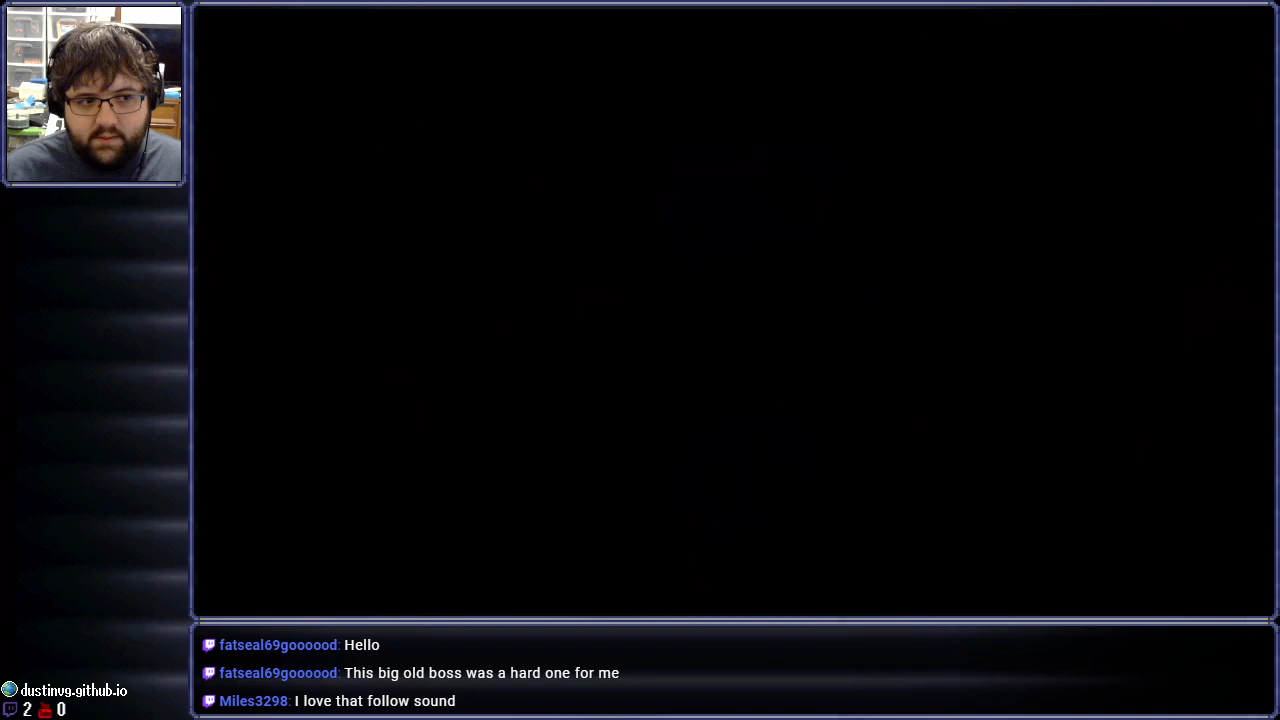 fatseal69goooood: Hello
fatseal69goooood: This big old boss was a hard one for me
Miles3298: I love that follow sound
dustinvg.github.io
2 0